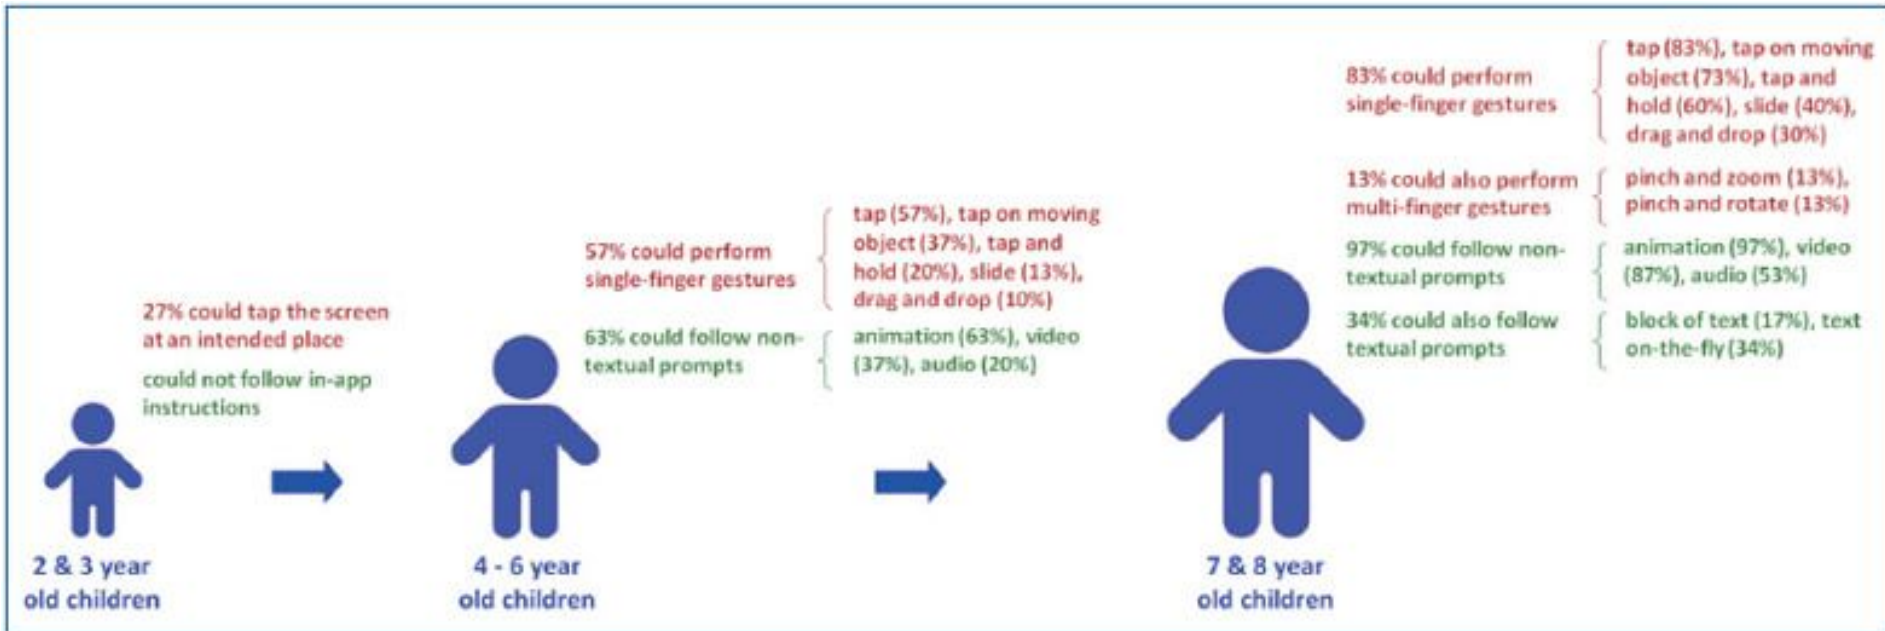 27% could tap the screen
at an intended place
could not follow in-app
instructions
2 & 3 year
old children
57% could perform
single-finger gestures
tap (57%), tap on moving
object (37%), tap and
hold (20%), slide (13%),
drag and drop (10%)
63% could follow non-
textual prompts
animation (63%), video
(37%), audio (20%)
4 - 6 year
old children
83% could perform
single-finger gestures
tap (83%), tap on moving
object (73%), tap and
hold (60%), slide (40%),
drag and drop (30%)
13% could also perform
multi-finger gestures
pinch and zoom (13%),
pinch and rotate (13%)
97% could follow non-
textual prompts
animation (97%), video
(87%), audio (53%)
34% could also follow
textual prompts
block of text (17%), text
on-the-fly (34%)
7 & 8 year
old children